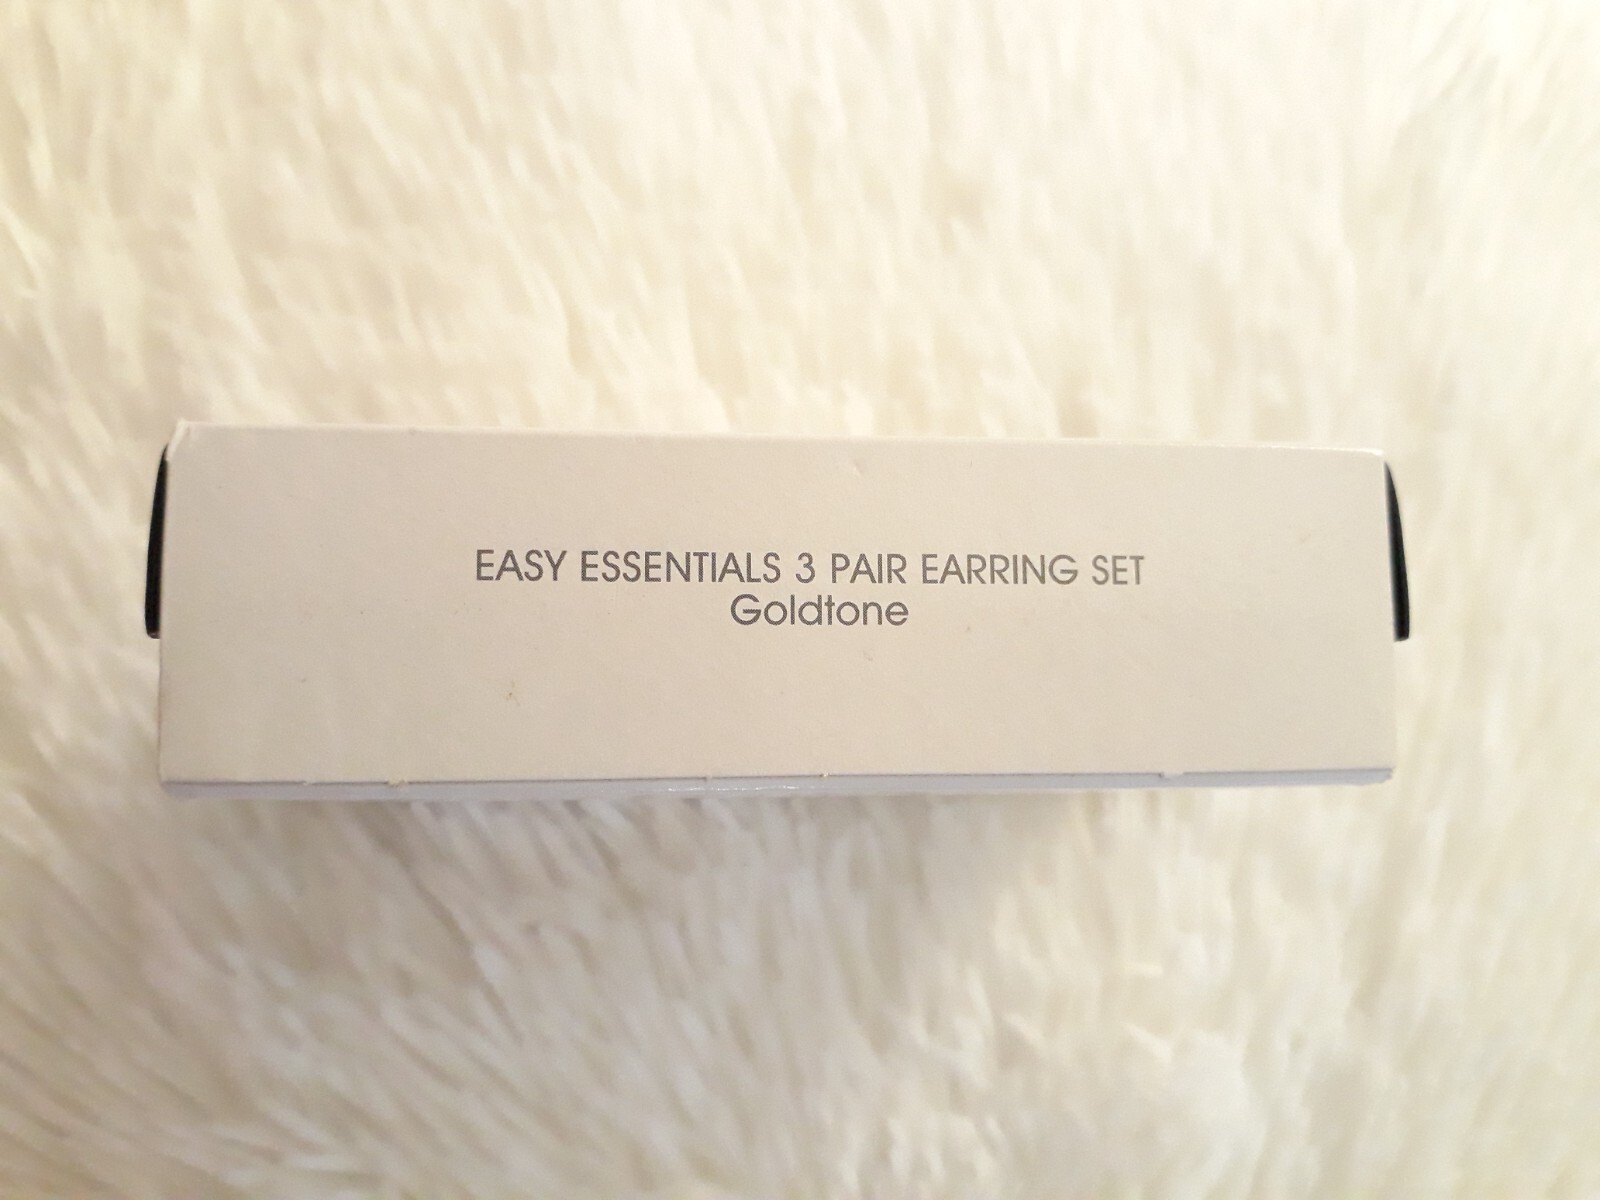 EASY ESSENTIALS 3 PAIR EARRING SET
Goldtone